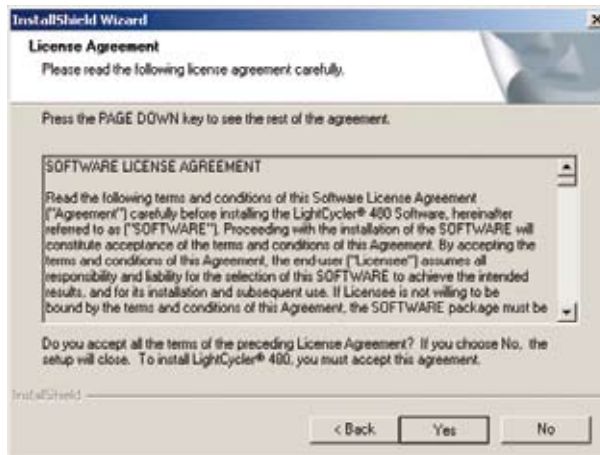 InstallShield Wizard
License Agreement
Please read the following license agreement carefully.
Press the PAGE DOWN key to see the rest of the agreement.
SOFTWARE LICENSE AGREEMENT
Read the following terms and conditions of this Software License Agreement
("Agreement") carefully before installing the LightCycler® 480 Software, hereinafter
referred to as ("SOFTWARE"). Proceeding with the installation of the SOFTWARE will
constitute acceptance of the terms and conditions of this Agreement. By accepting the
terms and conditions of this Agreement, the end-user ("Licensee") assumes all
responsibility and liability for the selection of this SOFTWARE to achieve the intended
results, and for its installation and subsequent use. If Licensee is not willing to be
bound by the terms and conditions of this Agreement, the SOFTWARE package must be
Do you accept all the terms of the preceding License Agreement? If you choose No, the
setup will close. To install LightCycler® 480, you must accept this agreement.
InstallShield
< Back Yes No